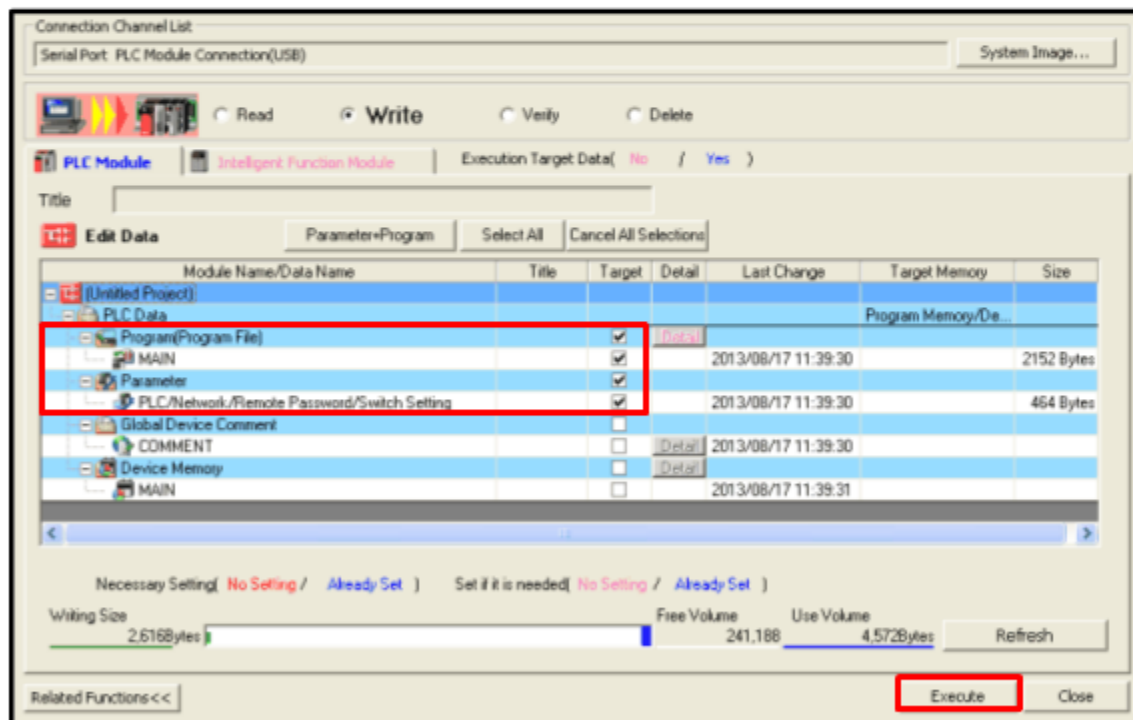 Connection Channel List
Serial Port PLC Module Connection(USB)
System Image...
Read Write Verify Delete
PLC Module Intelligent Function Module Execution Target Data( No / Yes )
Title
Edit Data Parameter+Program Select All Cancel All Selections
Module Name/Data Name Title Target Detail Last Change Target Memory Size
(Untitled Project)
PLC Data Program Memory/De...
Program(Program File) Detail
MAIN 2013/08/17 11:39:30 2152 Bytes
Parameter
PLC/Network/Remote Password/Switch Setting 2013/08/17 11:39:30 464 Bytes
Global Device Comment
COMMENT Detail 2013/08/17 11:39:30
Device Memory Detail
MAIN 2013/08/17 11:39:31
Necessary Setting( No Setting / Already Set ) Set if it is needed( No Setting / Already Set )
Writing Size Free Volume Use Volume
2,616Bytes 241,188 4,572Bytes Refresh
Related Functions<< Execute Close